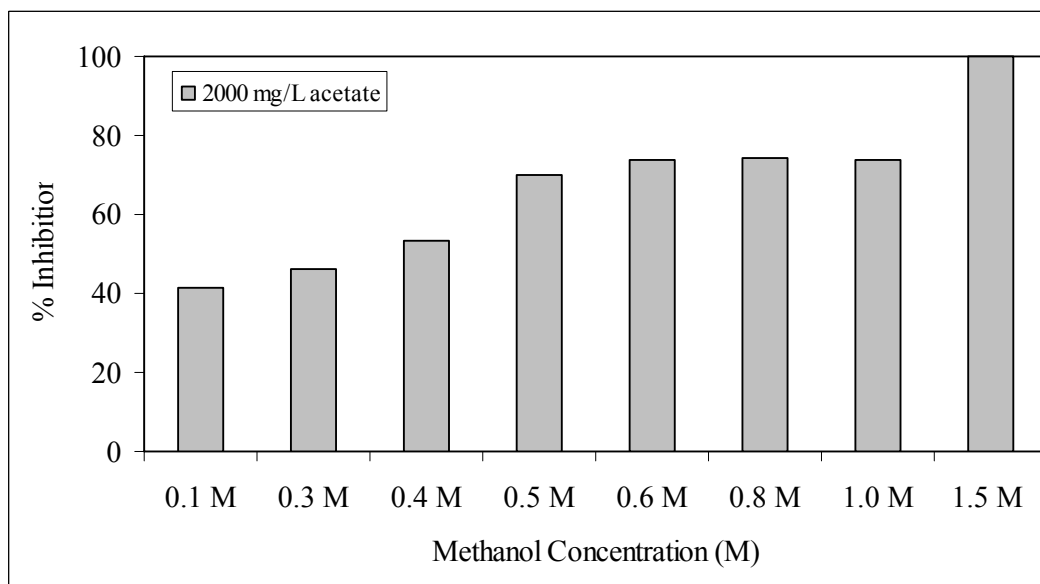 100
2000 mg/L acetate
80
60
40
20
0
% Inhibitior
0.1 M 0.3 M 0.4 M 0.5 M 0.6 M 0.8 M 1.0 M 1.5 M
Methanol Concentration (M)